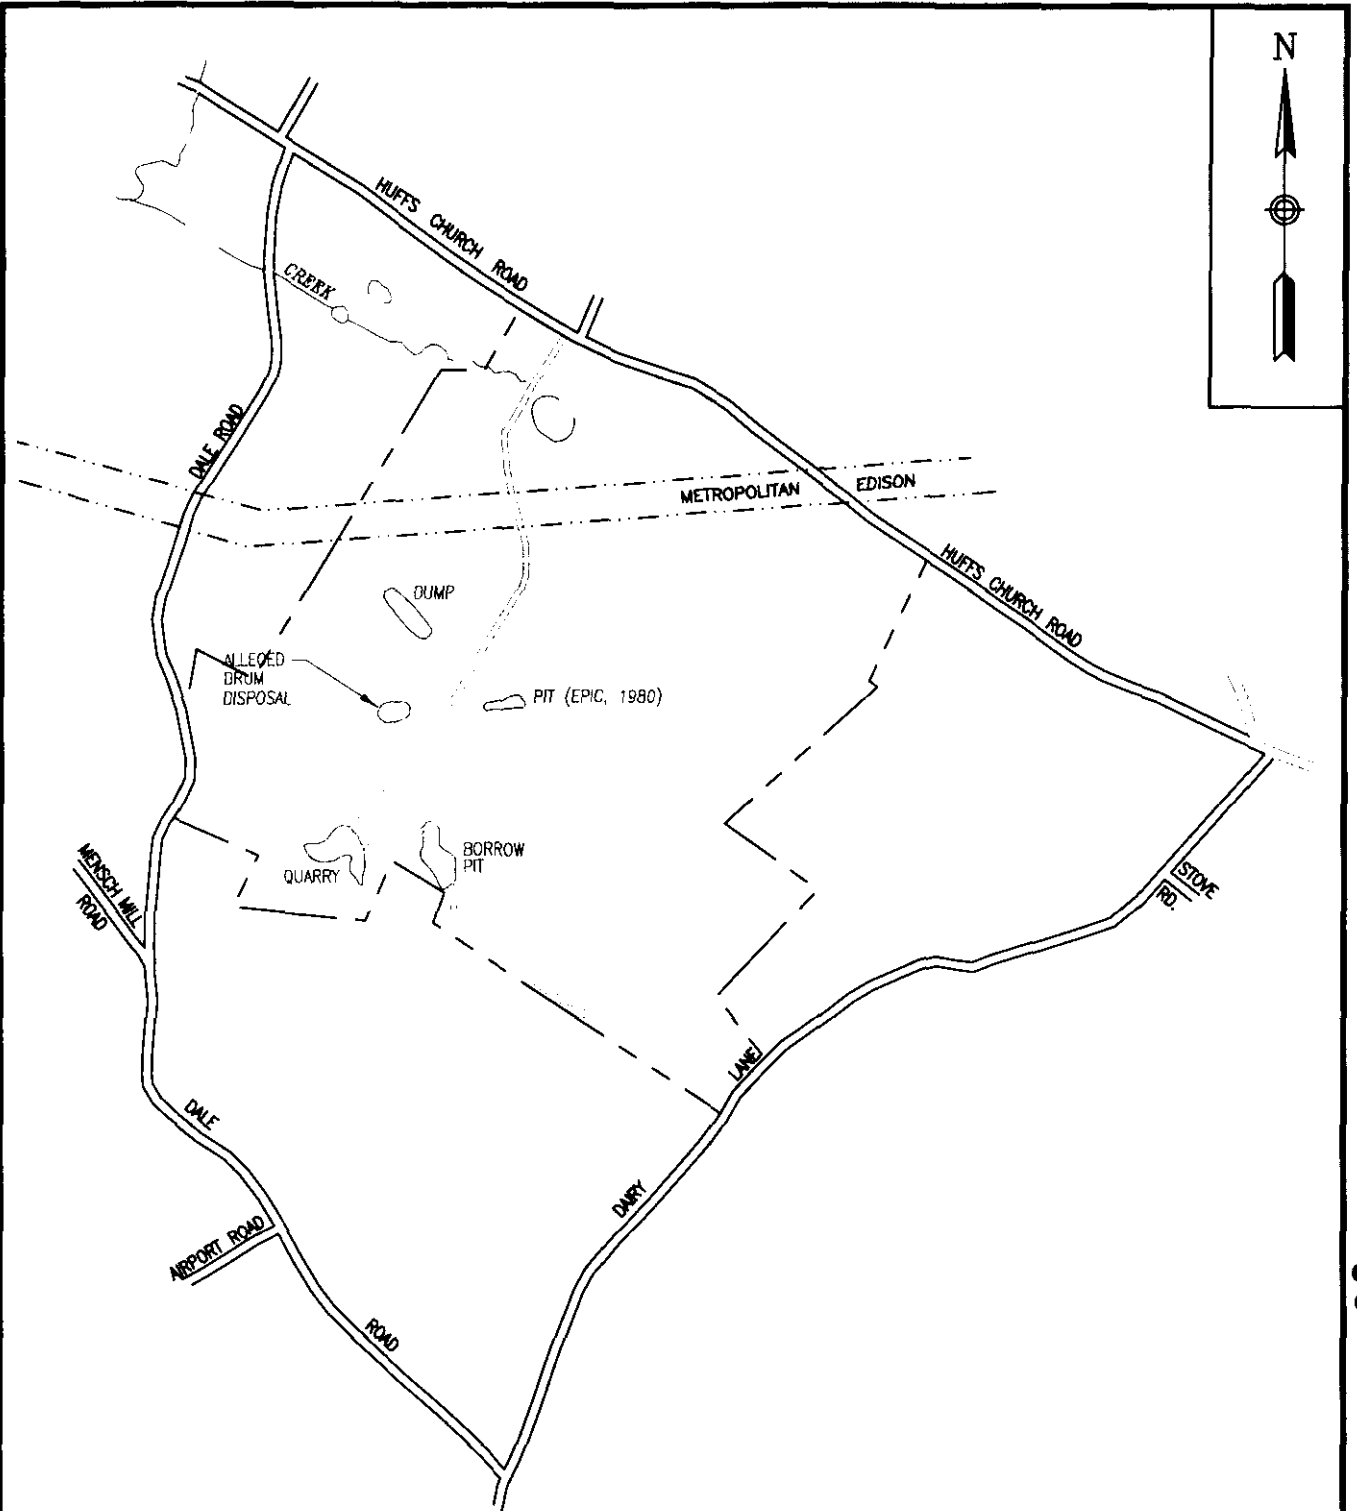 N
HUFFS CHURCH ROAD
CREEK
DALE ROAD
METROPOLITAN EDISON
HUFFS CHURCH ROAD
DUMP
ALLEGED
DRUM
DISPOSAL
PIT (EPIC, 1980)
QUARRY
BORROW
PIT
MENSCH MILL
ROAD
STOVE
RD.
LANE
DALE
DAIRY
AIRPORT ROAD
ROAD